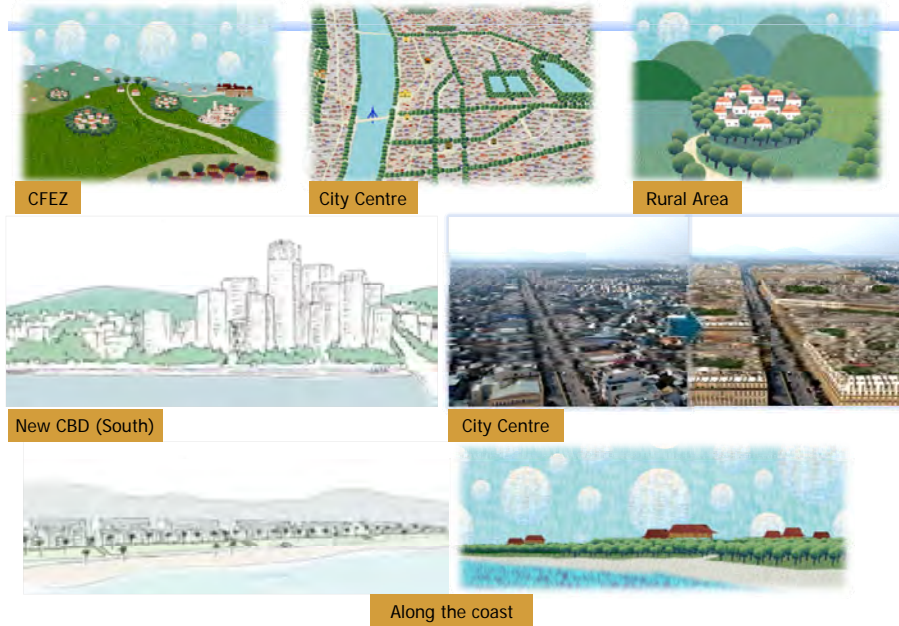 CFEZ
City Centre
Rural Area
New CBD (South)
City Centre
Along the coast